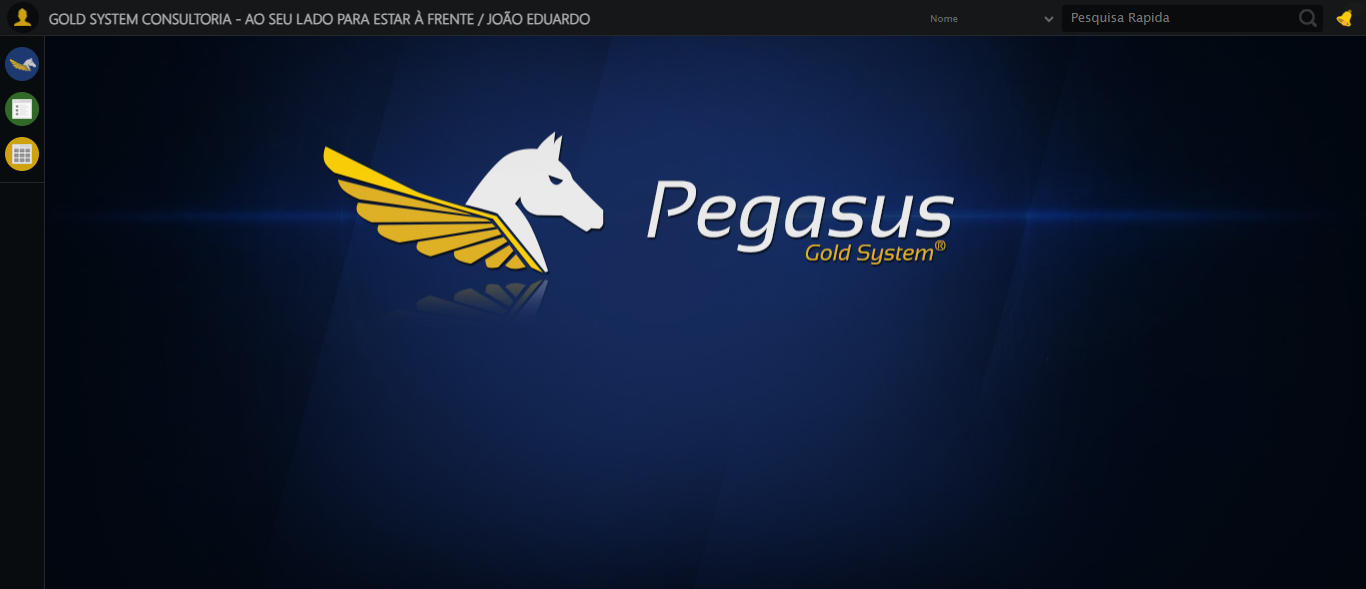 GOLD SYSTEM CONSULTORIA - AO SEU LADO PARA ESTAR À FRENTE / JOÃO EDUARDO
Nome
Pesquisa Rapida
Pegasus
Gold System®